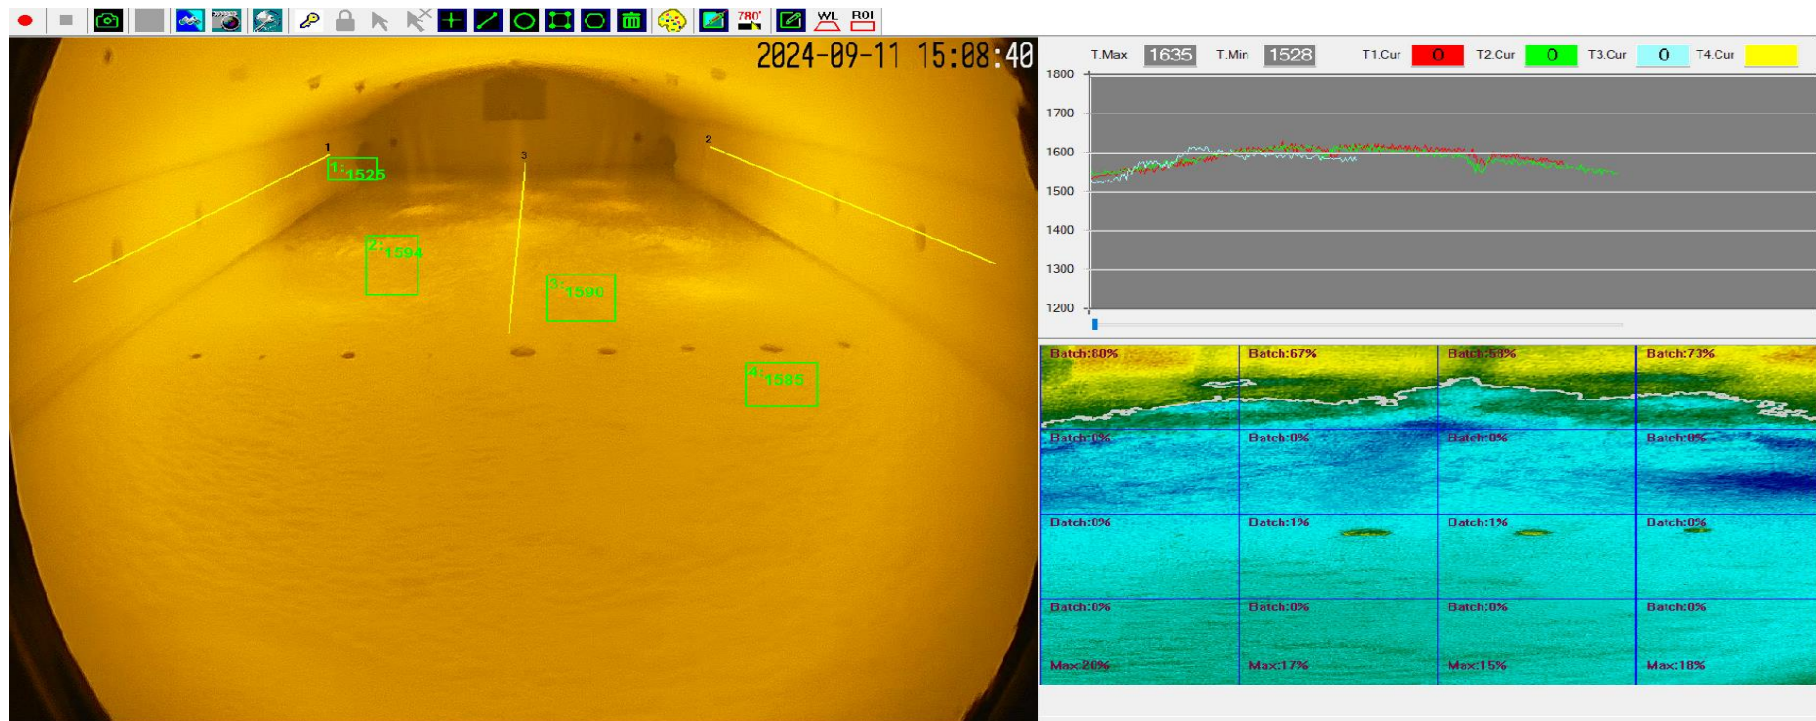 780°
WL ROI
2024-09-11 15:08:40
1
2
3
1:1525
2:1594
3:1590
4:1585
T.Max 1635 T.Min 1528 T1.Cur 0 T2.Cur 0 T3.Cur 0 T4.Cur
1800
1700
1600
1500
1400
1300
1200
Batch:80% Batch:67% Batch:58% Batch:73%
Batch:0% Batch:0% Batch:0% Batch:0%
Batch:0% Batch:1% Batch:1% Batch:0%
Batch:0% Batch:0% Batch:0% Batch:0%
Max:20% Max:17% Max:15% Max:18%